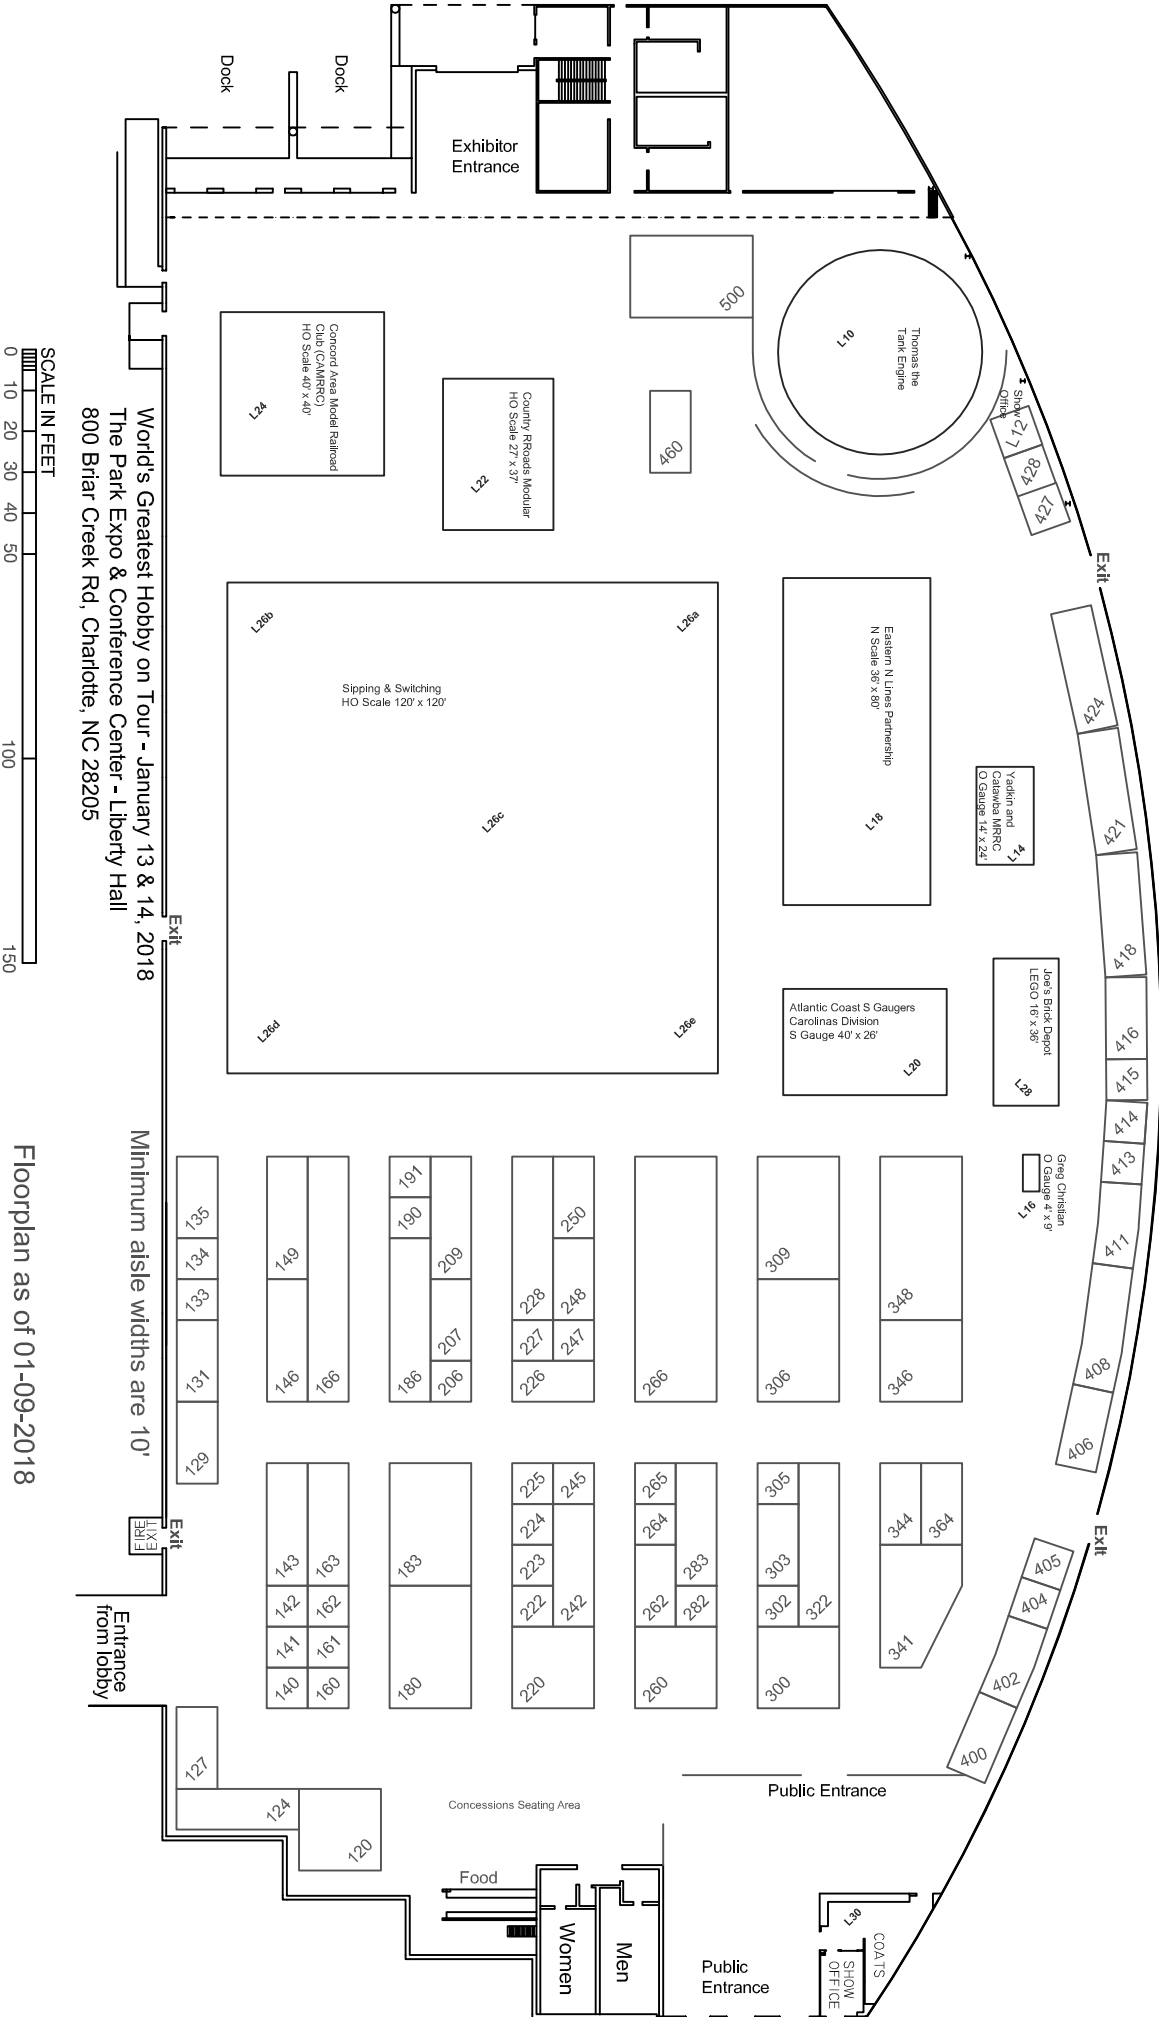 Dock
Dock
Exhibitor
Entrance
500
Thomas the
Tank Engine
L10
Show
Office
L12
428
427
Exit
Concord Area Model Railroad
Club (CAMRRC)
HO Scale 40' x 40'
L24
Country RRoads Modular
HO Scale 27' x 37'
L22
460
SCALE IN FEET
0
10
20
30
40
50
100
150
World's Greatest Hobby on Tour - January 13 & 14, 2018
The Park Expo & Conference Center - Liberty Hall
800 Briar Creek Rd, Charlotte, NC 28205
L26b
L26a
Sipping & Switching
HO Scale 120' x 120'
L26c
L26d
L26e
Eastern N Lines Partnership
N Scale 36' x 80'
L18
Yadkin and
Catawba MRRC
O Gauge 14' x 24'
L14
424
421
418
416
415
414
413
411
408
406
Exit
Atlantic Coast S Gaugers
Carolinas Division
S Gauge 40' x 26'
L20
Joe's Brick Depot
LEGO 16' x 36'
L28
Greg Christian
O Gauge 4' x 9'
L16
Minimum aisle widths are 10'
Floorplan as of 01-09-2018
135
134
133
131
129
149
146
166
191
190
186
209
207
206
228
227
226
250
248
247
266
309
306
348
346
143
142
141
140
163
162
161
160
183
180
225
224
223
222
220
245
242
265
264
262
260
283
282
305
303
302
300
322
344
364
341
Exit
405
404
402
400
Exit
FIRE
EXIT
Entrance
from lobby
127
124
120
Public Entrance
Concessions Seating Area
Food
Women
Men
Public
Entrance
L30
COATS
SHOW
OFFICE